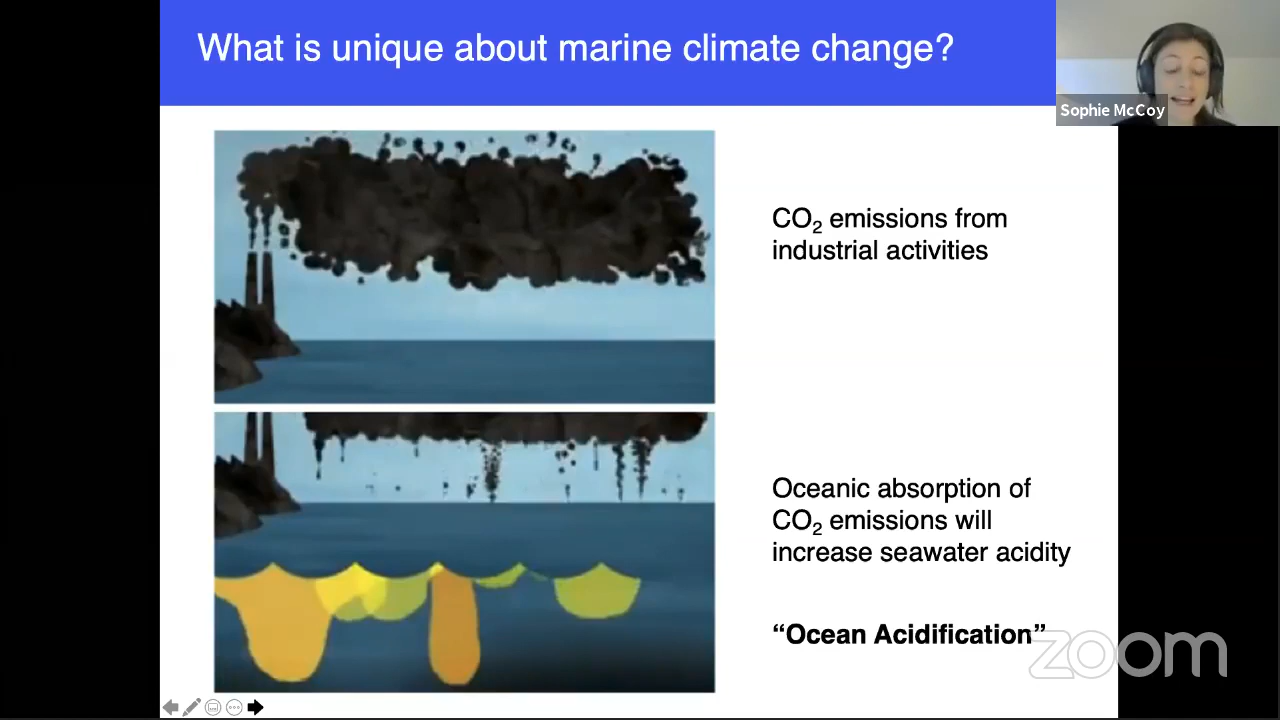 What is unique about marine climate change?
Sophie McCoy
CO₂ emissions from
industrial activities
Oceanic absorption of
CO₂ emissions will
increase seawater acidity
“Ocean Acidification”
zoom